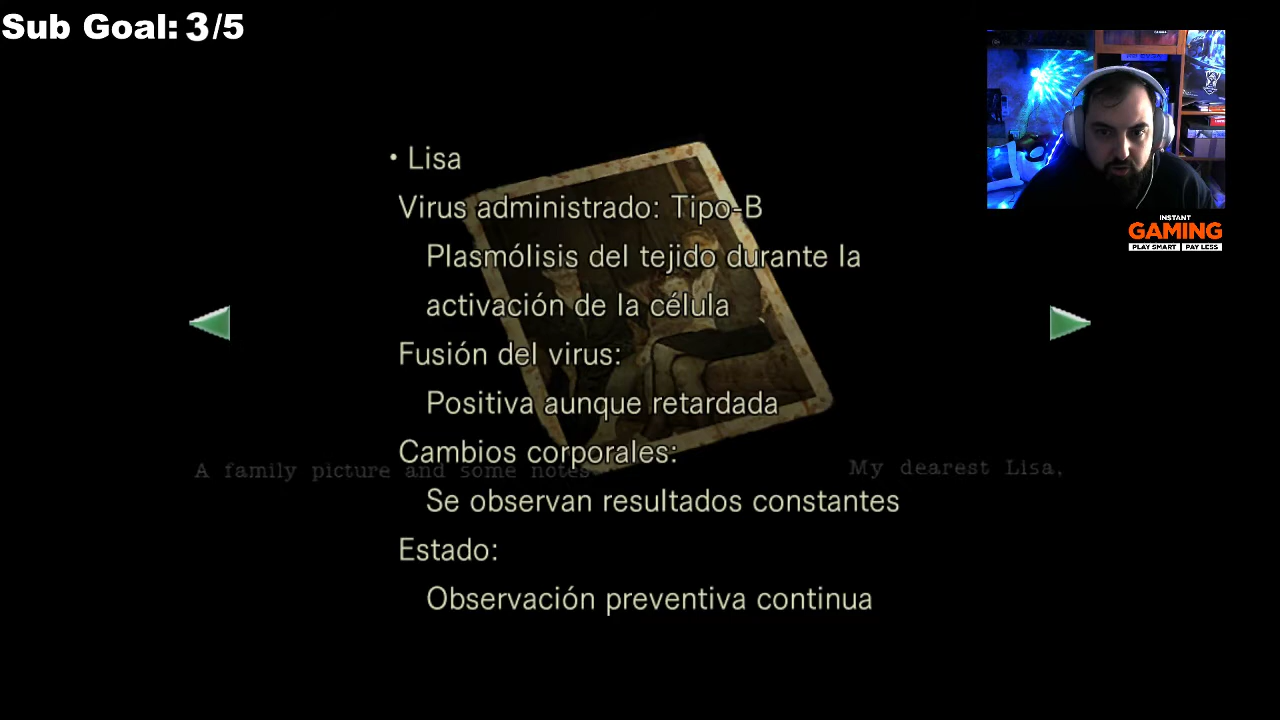 Sub Goal: 3/5
INSTANT
GAMING
PLAY SMART | PAY LESS
• Lisa
Virus administrado: Tipo-B
Plasmólisis del tejido durante la
activación de la célula
Fusión del virus:
Positiva aunque retardada
Cambios corporales:
A family picture and some notes
My dearest Lisa,
Se observan resultados constantes
Estado:
Observación preventiva continua